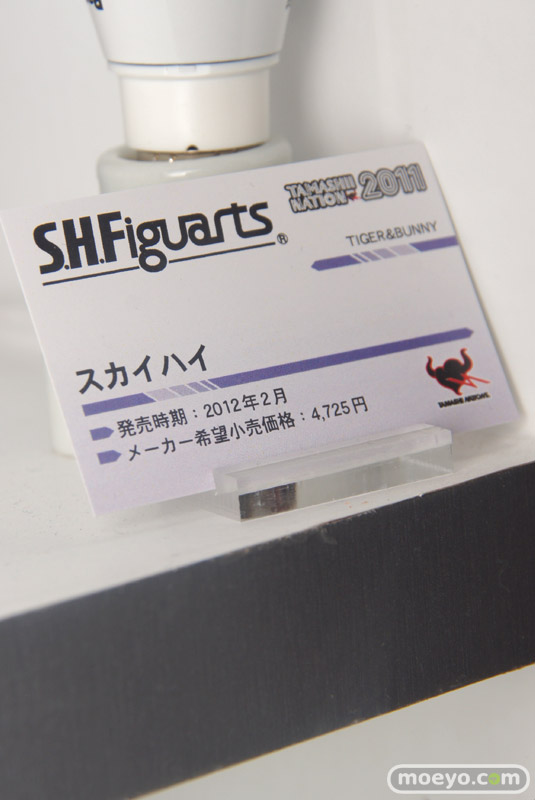 TAMASHII
NATION 2011
S.H.Figuarts®
TIGER&BUNNY
スカイハイ
発売時期：2012年2月
メーカー希望小売価格：4,725円
TAMASHII NATIONS
moeyo.com